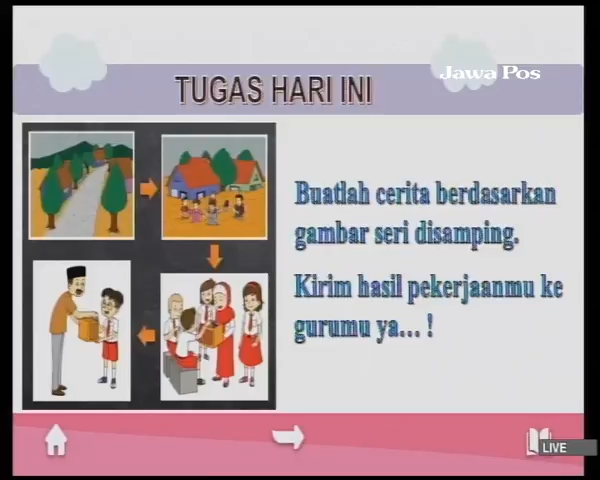 Jawa Pos
TUGAS HARI INI
Buatlah cerita berdasarkan
gambar seri disamping.
Kirim hasil pekerjaanmu ke
gurumu ya... !
LIVE